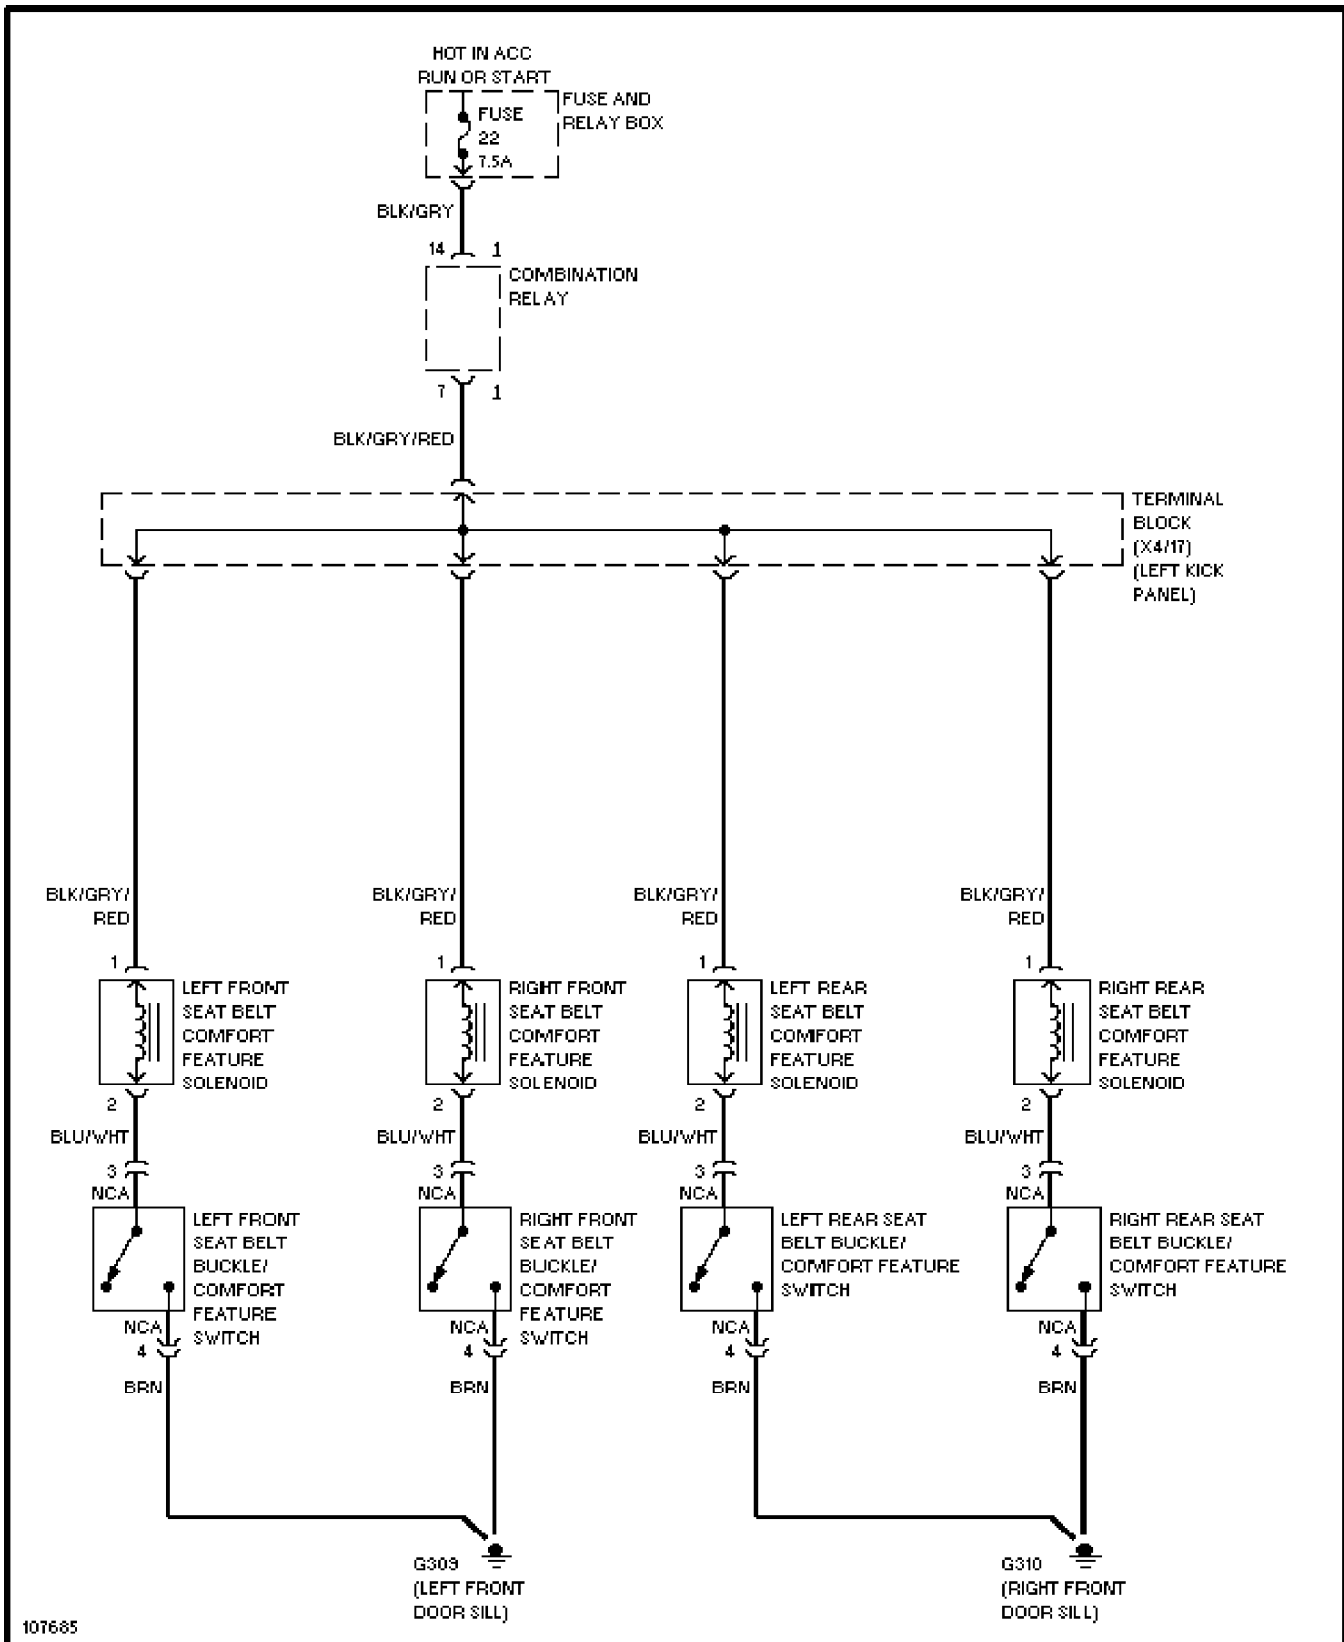 HOT IN ACC
RUN OR START
FUSE AND
RELAY BOX
FUSE
22
7.5A
BLK/GRY
14 1
COMBINATION
RELAY
7 1
BLK/GRY/RED
TERMINAL
BLOCK
(X4/17)
(LEFT KICK
PANEL)
BLK/GRY/
RED
BLK/GRY/
RED
BLK/GRY/
RED
BLK/GRY/
RED
1
LEFT FRONT
SEAT BELT
COMFORT
FEATURE
SOLENOID
1
RIGHT FRONT
SEAT BELT
COMFORT
FEATURE
SOLENOID
1
LEFT REAR
SEAT BELT
COMFORT
FEATURE
SOLENOID
1
RIGHT REAR
SEAT BELT
COMFORT
FEATURE
SOLENOID
2 2 2 2
BLU/WHT BLU/WHT BLU/WHT BLU/WHT
3 3 3 3
NCA NCA NCA NCA
LEFT FRONT
SEAT BELT
BUCKLE/
COMFORT
FEATURE
SWITCH
RIGHT FRONT
SEAT BELT
BUCKLE/
COMFORT
FEATURE
SWITCH
LEFT REAR SEAT
BELT BUCKLE/
COMFORT FEATURE
SWITCH
RIGHT REAR SEAT
BELT BUCKLE/
COMFORT FEATURE
SWITCH
NCA NCA NCA NCA
4 4 4 4
BRN BRN BRN BRN
G309
(LEFT FRONT
DOOR SILL)
G310
(RIGHT FRONT
DOOR SILL)
107685